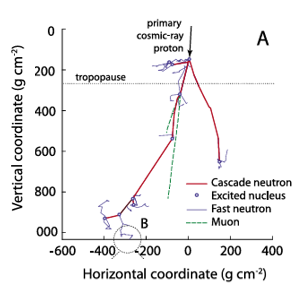 primary
cosmic-ray
proton
A
0
200
tropopause
400
600
800
000
Vertical coordinate (g cm-2)
Cascade neutron
Excited nucleus
Fast neutron
Muon
B
-600 -400 -200 0 200 400
Horizontal coordinate (g cm-2)